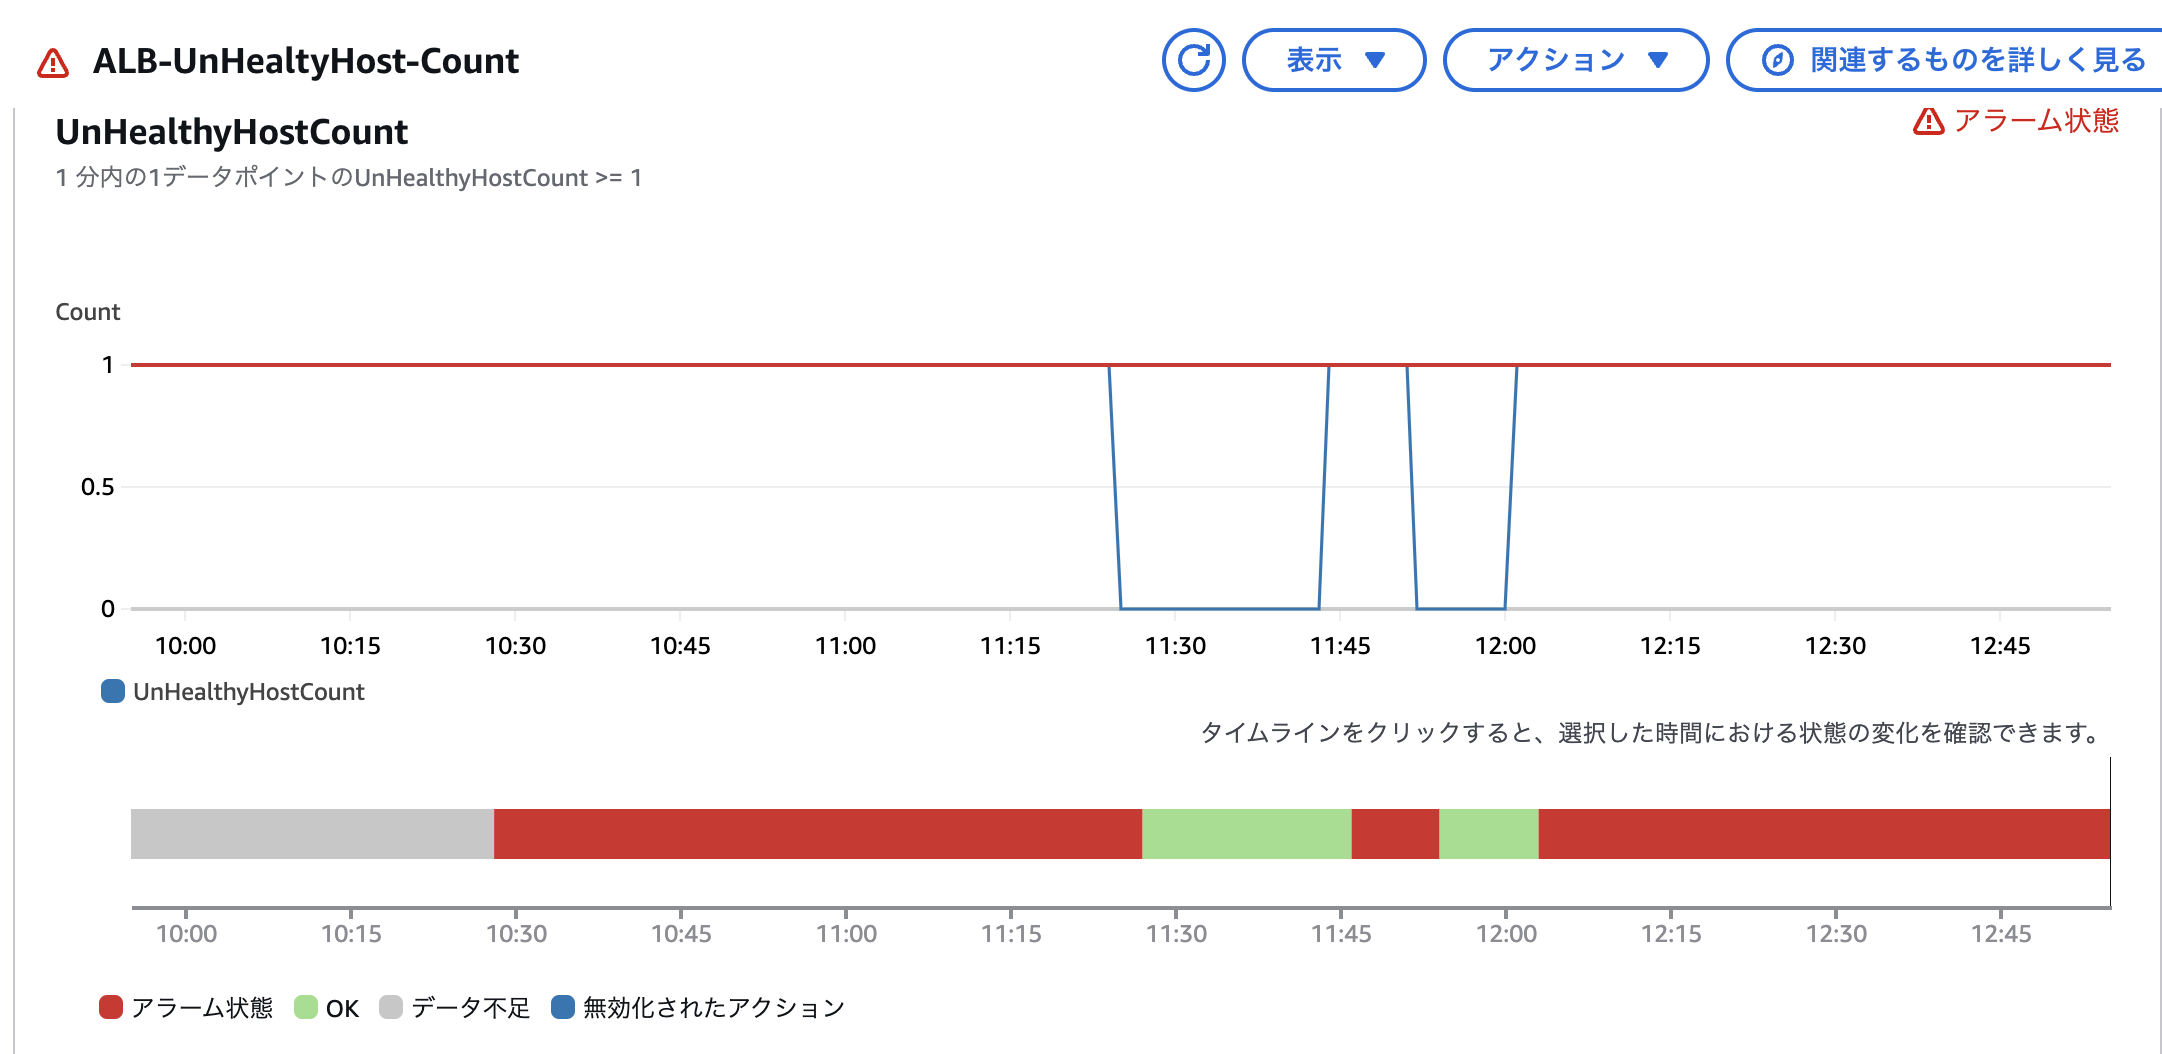 ALB-UnHealtyHost-Count
表示
アクション
関連するものを詳しく見る
UnHealthyHostCount
アラーム状態
1 分内の1データポイントのUnHealthyHostCount >= 1
Count
1
0.5
0
10:00 10:15 10:30 10:45 11:00 11:15 11:30 11:45 12:00 12:15 12:30 12:45
UnHealthyHostCount
タイムラインをクリックすると、選択した時間における状態の変化を確認できます。
10:00 10:15 10:30 10:45 11:00 11:15 11:30 11:45 12:00 12:15 12:30 12:45
アラーム状態 OK データ不足 無効化されたアクション